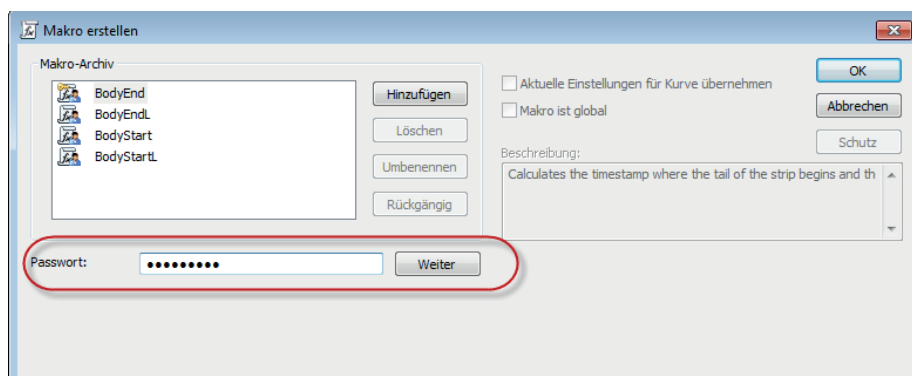 Makro erstellen
Makro-Archiv
BodyEnd
BodyEndL
BodyStart
BodyStartL
Hinzufügen
Löschen
Umbenennen
Rückgängig
Aktuelle Einstellungen für Kurve übernehmen
Makro ist global
OK
Abbrechen
Schutz
Beschreibung:
Calculates the timestamp where the tail of the strip begins and th
Passwort:
Weiter